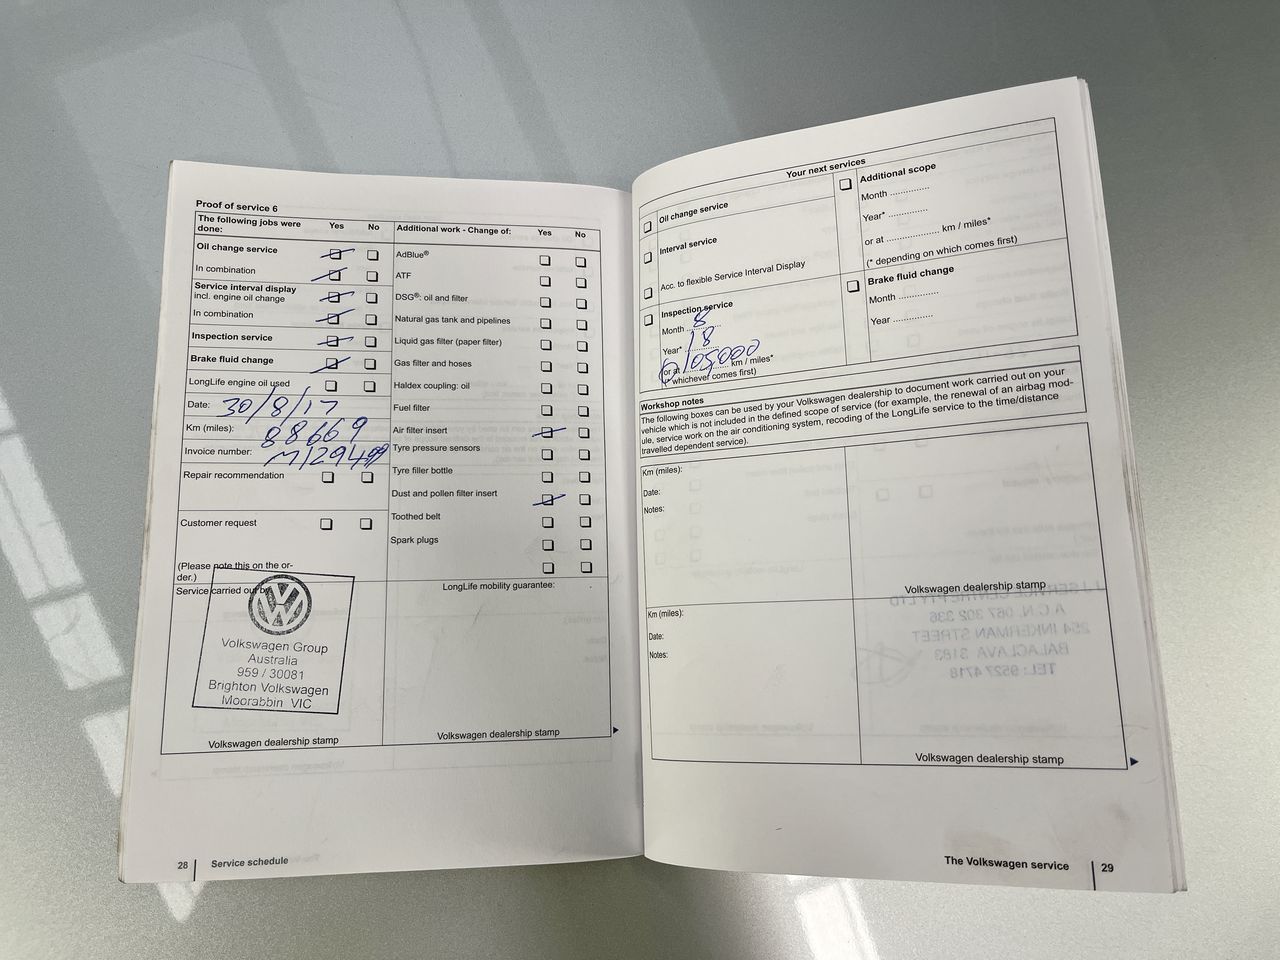 Proof of service 6
The following jobs were done: Yes No
Oil change service
In combination
Service interval display
incl. engine oil change
In combination
Inspection service
Brake fluid change
LongLife engine oil used
Date: 30/8/17
Km (miles): 88669
Invoice number:
Repair recommendation
Customer request
(Please note this on the or-
der.)
Service carried out by:
Volkswagen Group
Australia
959 / 30081
Brighton Volkswagen
Moorabbin VIC
Volkswagen dealership stamp
Additional work - Change of: Yes No
AdBlue®
ATF
DSG®: oil and filter
Natural gas tank and pipelines
Liquid gas filter (paper filter)
Gas filter and hoses
Haldex coupling: oil
Fuel filter
Air filter insert
Tyre pressure sensors
Tyre filler bottle
Dust and pollen filter insert
Toothed belt
Spark plugs
LongLife mobility guarantee:
Volkswagen dealership stamp
28 Service schedule
Your next services
Oil change service
Interval service
Acc. to flexible Service Interval Display
Inspection service
Month 8
Year* 18
or at 105,000 km / miles*
(* whichever comes first)
Additional scope
Month ..............
Year* ..............
or at ................... km / miles*
(* depending on which comes first)
Brake fluid change
Month ..............
Year ..............
Workshop notes
The following boxes can be used by your Volkswagen dealership to document work carried out on your
vehicle which is not included in the defined scope of service (for example, the renewal of an airbag mod-
ule, service work on the air conditioning system, recoding of the LongLife service to the time/distance
travelled dependent service).
Km (miles):
Date:
Notes:
Volkswagen dealership stamp
Km (miles):
Date:
Notes:
Volkswagen dealership stamp
The Volkswagen service 29